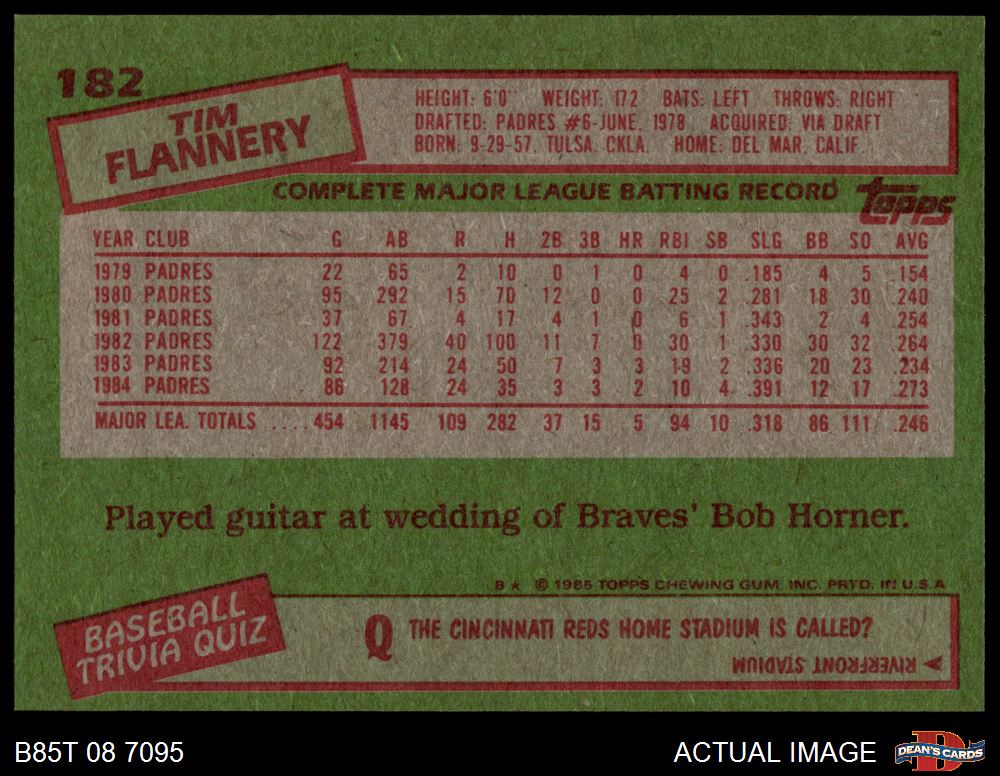 182
TIM
FLANNERY
HEIGHT: 6'0" WEIGHT: 172 BATS: LEFT THROWS: RIGHT
DRAFTED: PADRES #6-JUNE, 1978 ACQUIRED: VIA DRAFT
BORN: 9-29-57, TULSA, OKLA. HOME: DEL MAR, CALIF.
COMPLETE MAJOR LEAGUE BATTING RECORD
Topps
YEAR CLUB G AB R H 2B 3B HR RBI SB SLG BB SO AVG
1979 PADRES 22 65 2 10 0 1 0 4 0 .185 4 5 .154
1980 PADRES 95 292 15 70 12 0 0 25 2 .281 18 30 .240
1981 PADRES 37 67 4 17 4 1 0 6 1 .343 2 4 .254
1982 PADRES 122 379 40 100 11 7 0 30 1 .330 30 32 .264
1983 PADRES 92 214 24 50 7 3 3 19 2 .336 20 23 .234
1984 PADRES 86 128 24 35 3 3 2 10 4 .391 12 17 .273
MAJOR LEA. TOTALS ....454 1145 109 282 37 15 5 94 10 .318 86 111 .246
Played guitar at wedding of Braves' Bob Horner.
B★ © 1985 TOPPS CHEWING GUM, INC. PRTD. IN U.S.A
BASEBALL
TRIVIA QUIZ
Q THE CINCINNATI REDS HOME STADIUM IS CALLED?
RIVERFRONT STADIUM
B85T 08 7095
ACTUAL IMAGE
D
DEAN'S CARDS